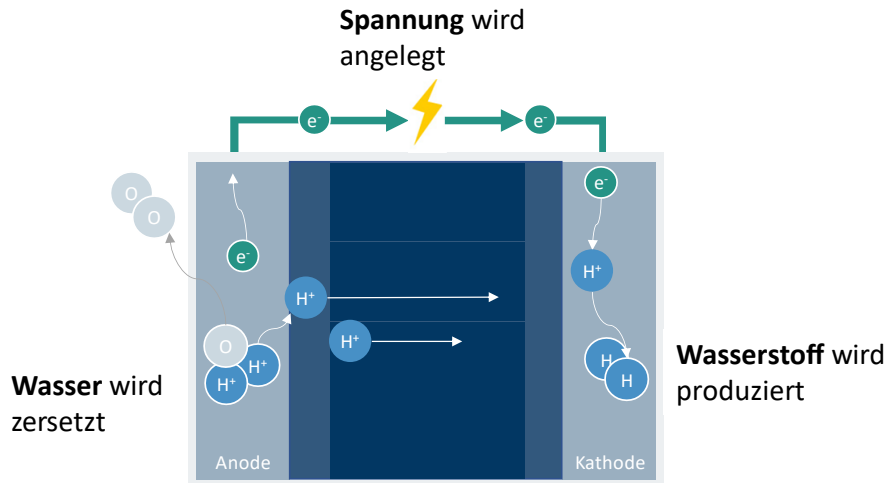 Spannung wird
angelegt
e⁻
e⁻
O
O
e⁻
e⁻
H⁺
H⁺
H⁺
O
H⁺
H⁺
H
H
Wasser wird
zersetzt
Wasserstoff wird
produziert
Anode
Kathode